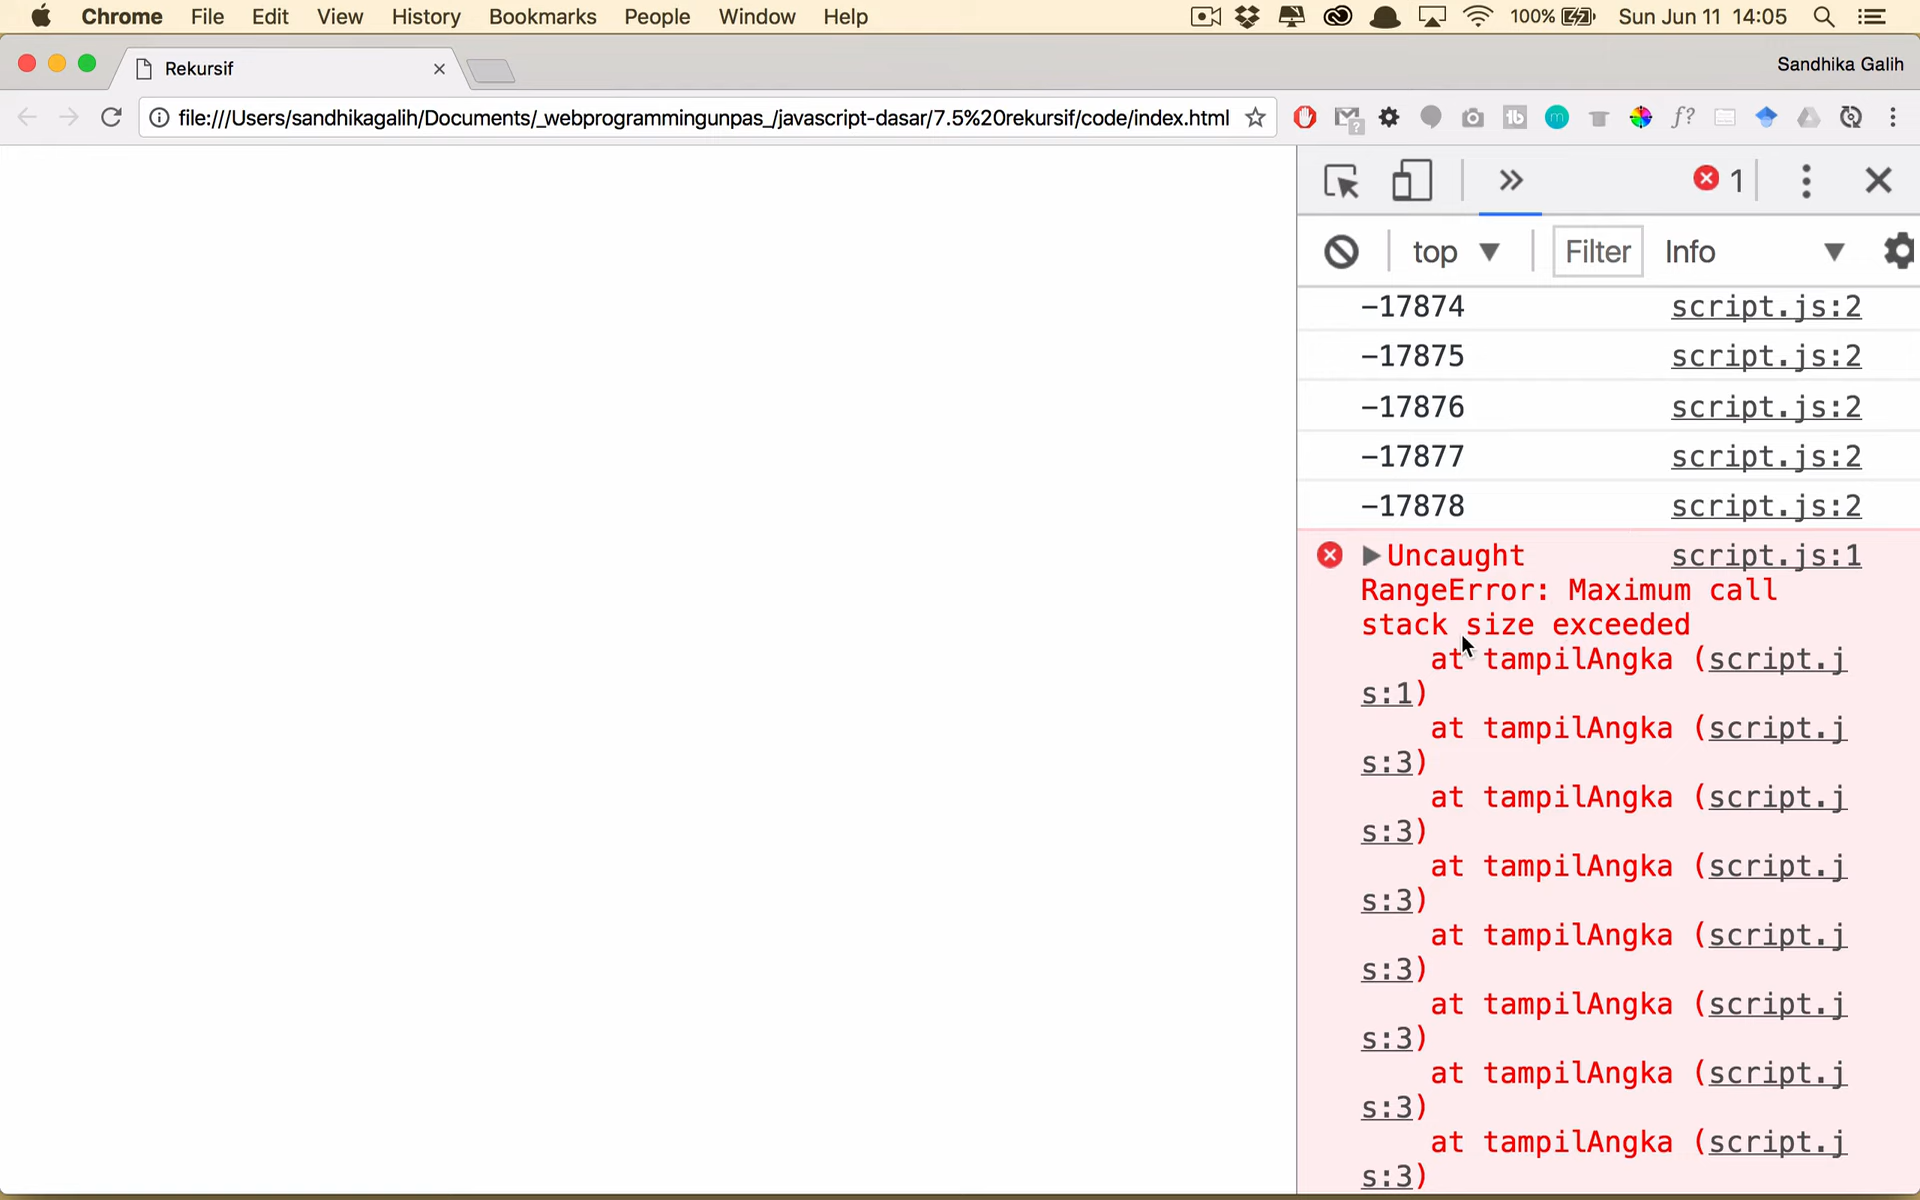 Chrome File Edit View History Bookmarks People Window Help 100% Sun Jun 11 14:05
Rekursif Sandhika Galih
file:///Users/sandhikagalih/Documents/_webprogrammingunpas_/javascript-dasar/7.5%20rekursif/code/index.html
1
top Filter Info
-17874 script.js:2
-17875 script.js:2
-17876 script.js:2
-17877 script.js:2
-17878 script.js:2
Uncaught script.js:1
RangeError: Maximum call
stack size exceeded
at tampilAngka (script.j
s:1)
at tampilAngka (script.j
s:3)
at tampilAngka (script.j
s:3)
at tampilAngka (script.j
s:3)
at tampilAngka (script.j
s:3)
at tampilAngka (script.j
s:3)
at tampilAngka (script.j
s:3)
at tampilAngka (script.j
s:3)